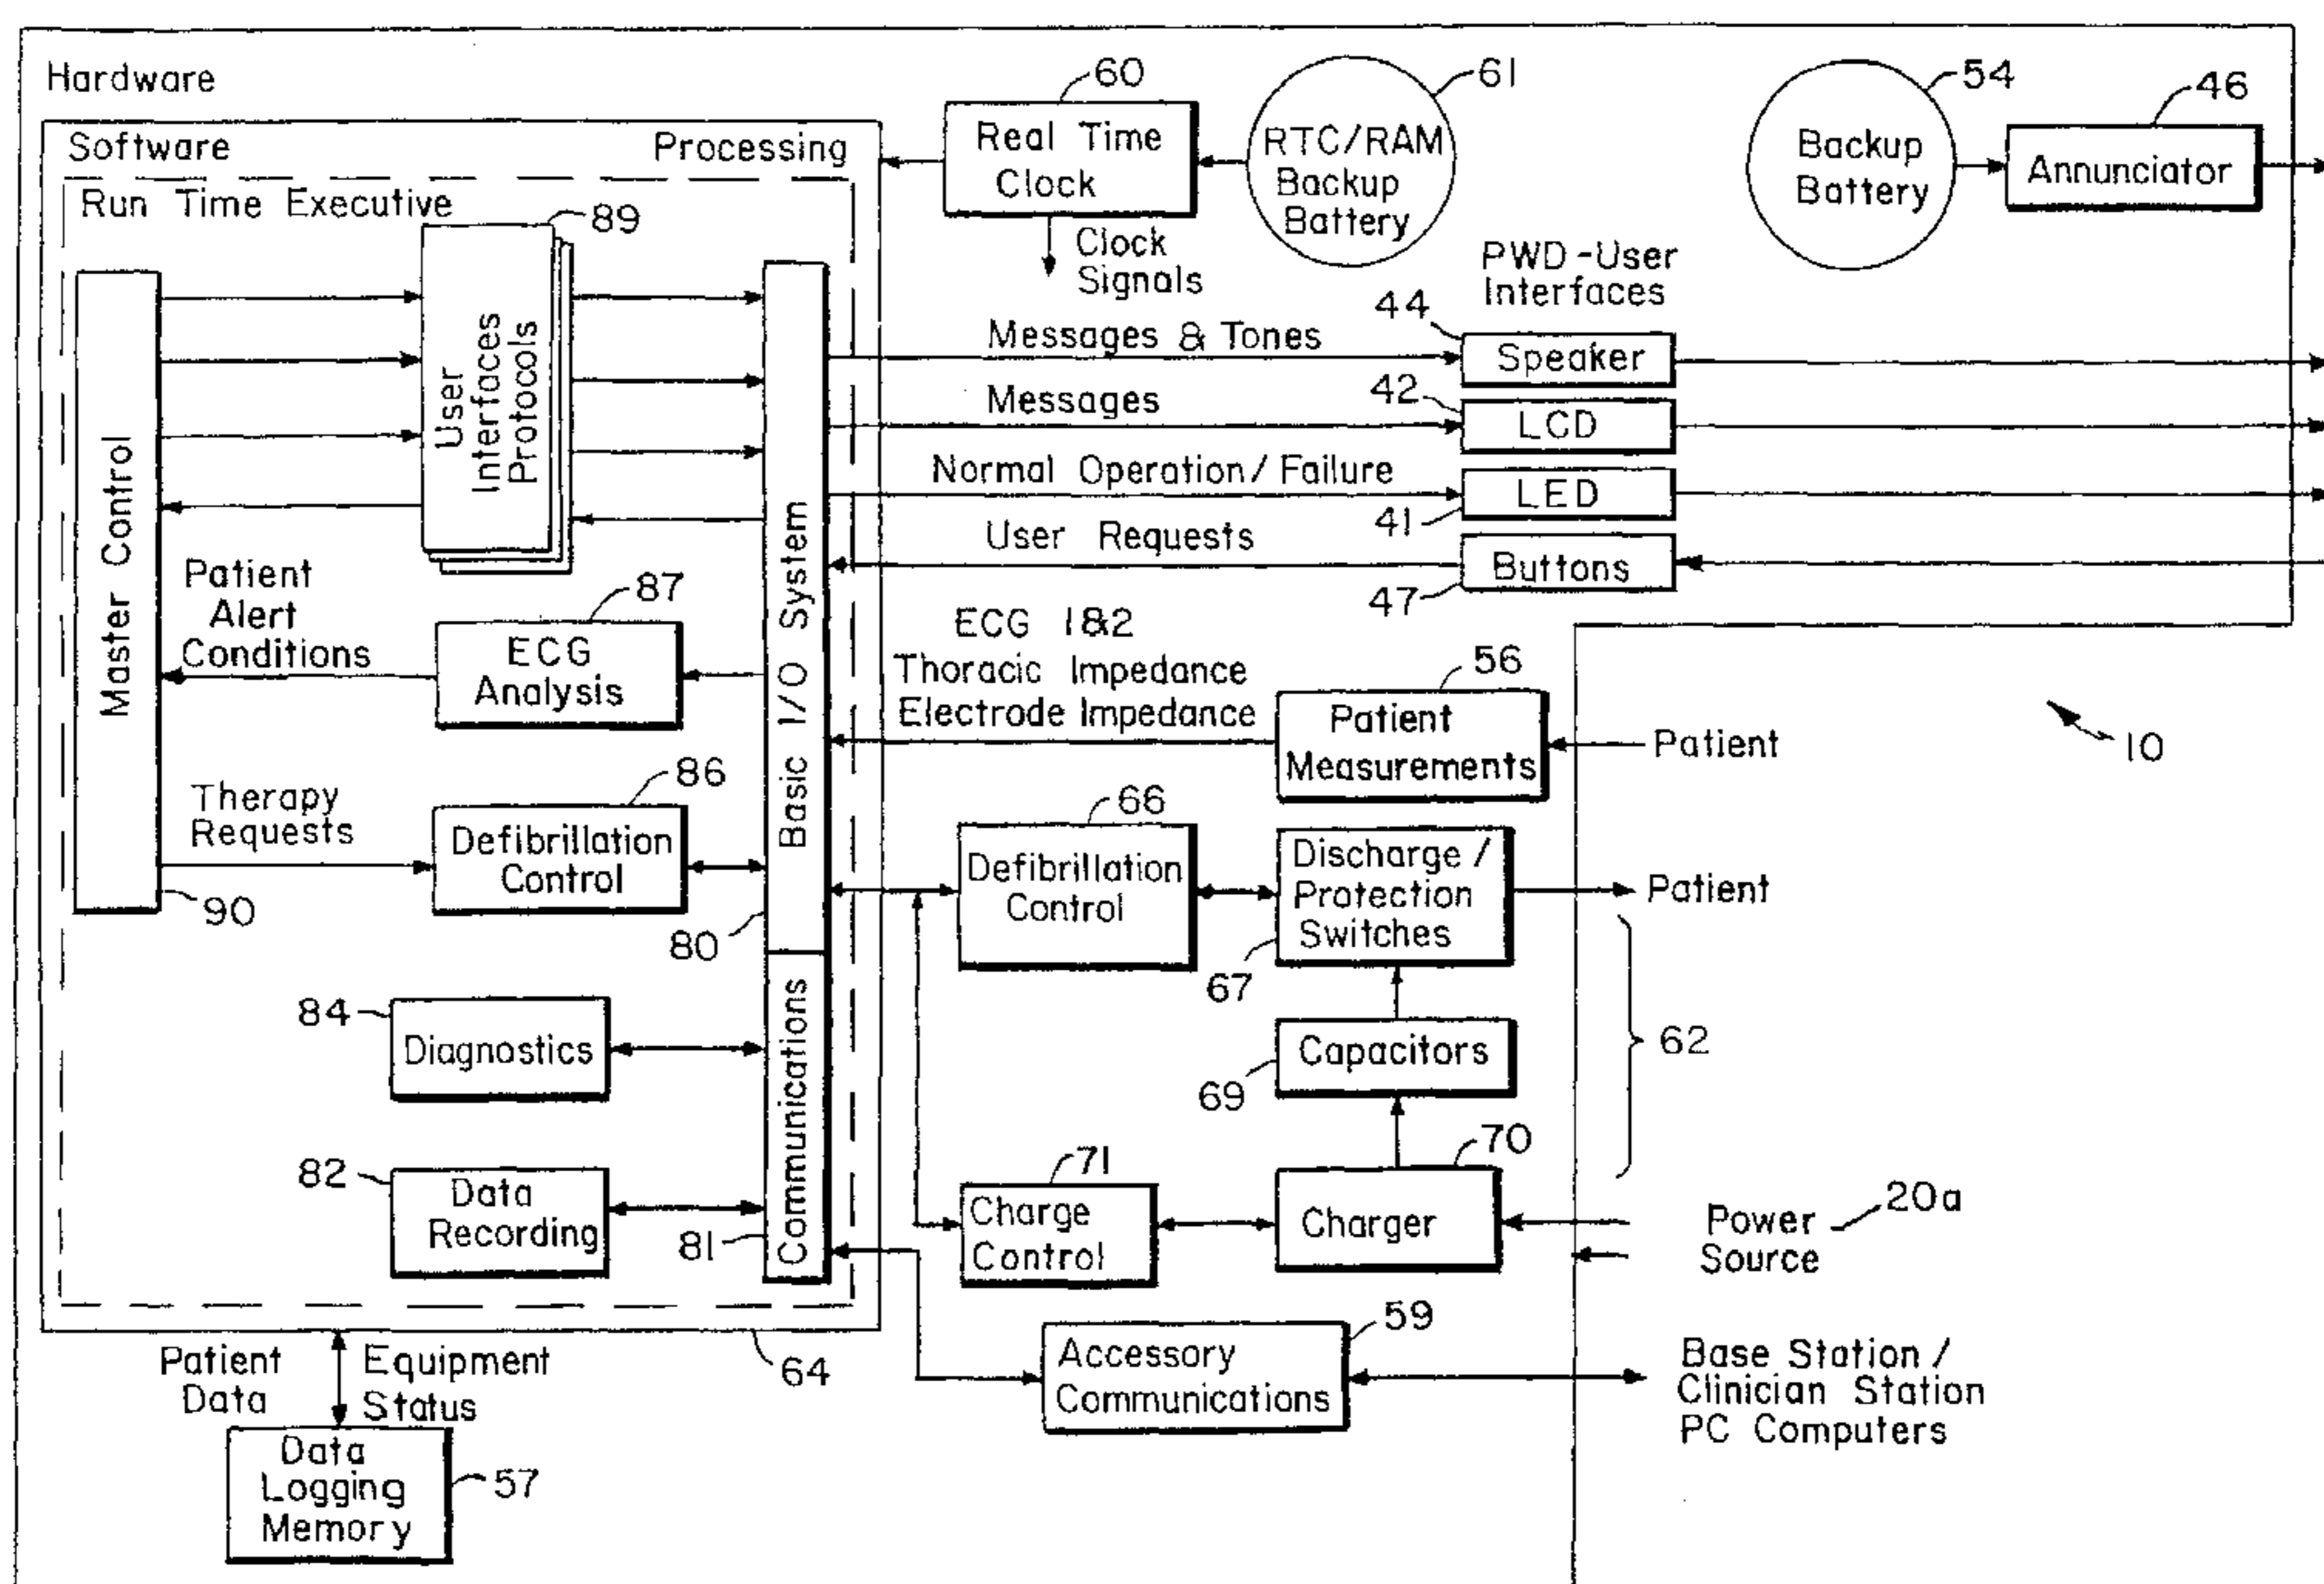 Hardware
Software
Processing
Run Time Executive
89
Master Control
90
User
Interfaces
Protocols
Patient
Alert
Conditions
87
ECG
Analysis
Therapy
Requests
86
Defibrillation
Control
Basic I/O System
80
84
Diagnostics
82
Data
Recording
Communications
81
64
Patient
Data
Equipment
Status
Data
Logging
Memory
57
60
Real Time
Clock
Clock
Signals
61
RTC/RAM
Backup
Battery
54
Backup
Battery
46
Annunciator
PWD-User
Interfaces
Messages & Tones
44
Speaker
Messages
42
LCD
Normal Operation/Failure
LED
41
User Requests
Buttons
47
ECG 1&2
Thoracic Impedance
Electrode Impedance
56
Patient
Measurements
Patient
10
66
Defibrillation
Control
Discharge/
Protection
Switches
67
Patient
Capacitors
69
62
71
Charge
Control
70
Charger
Power
Source
20a
59
Accessory
Communications
Base Station/
Clinician Station
PC Computers